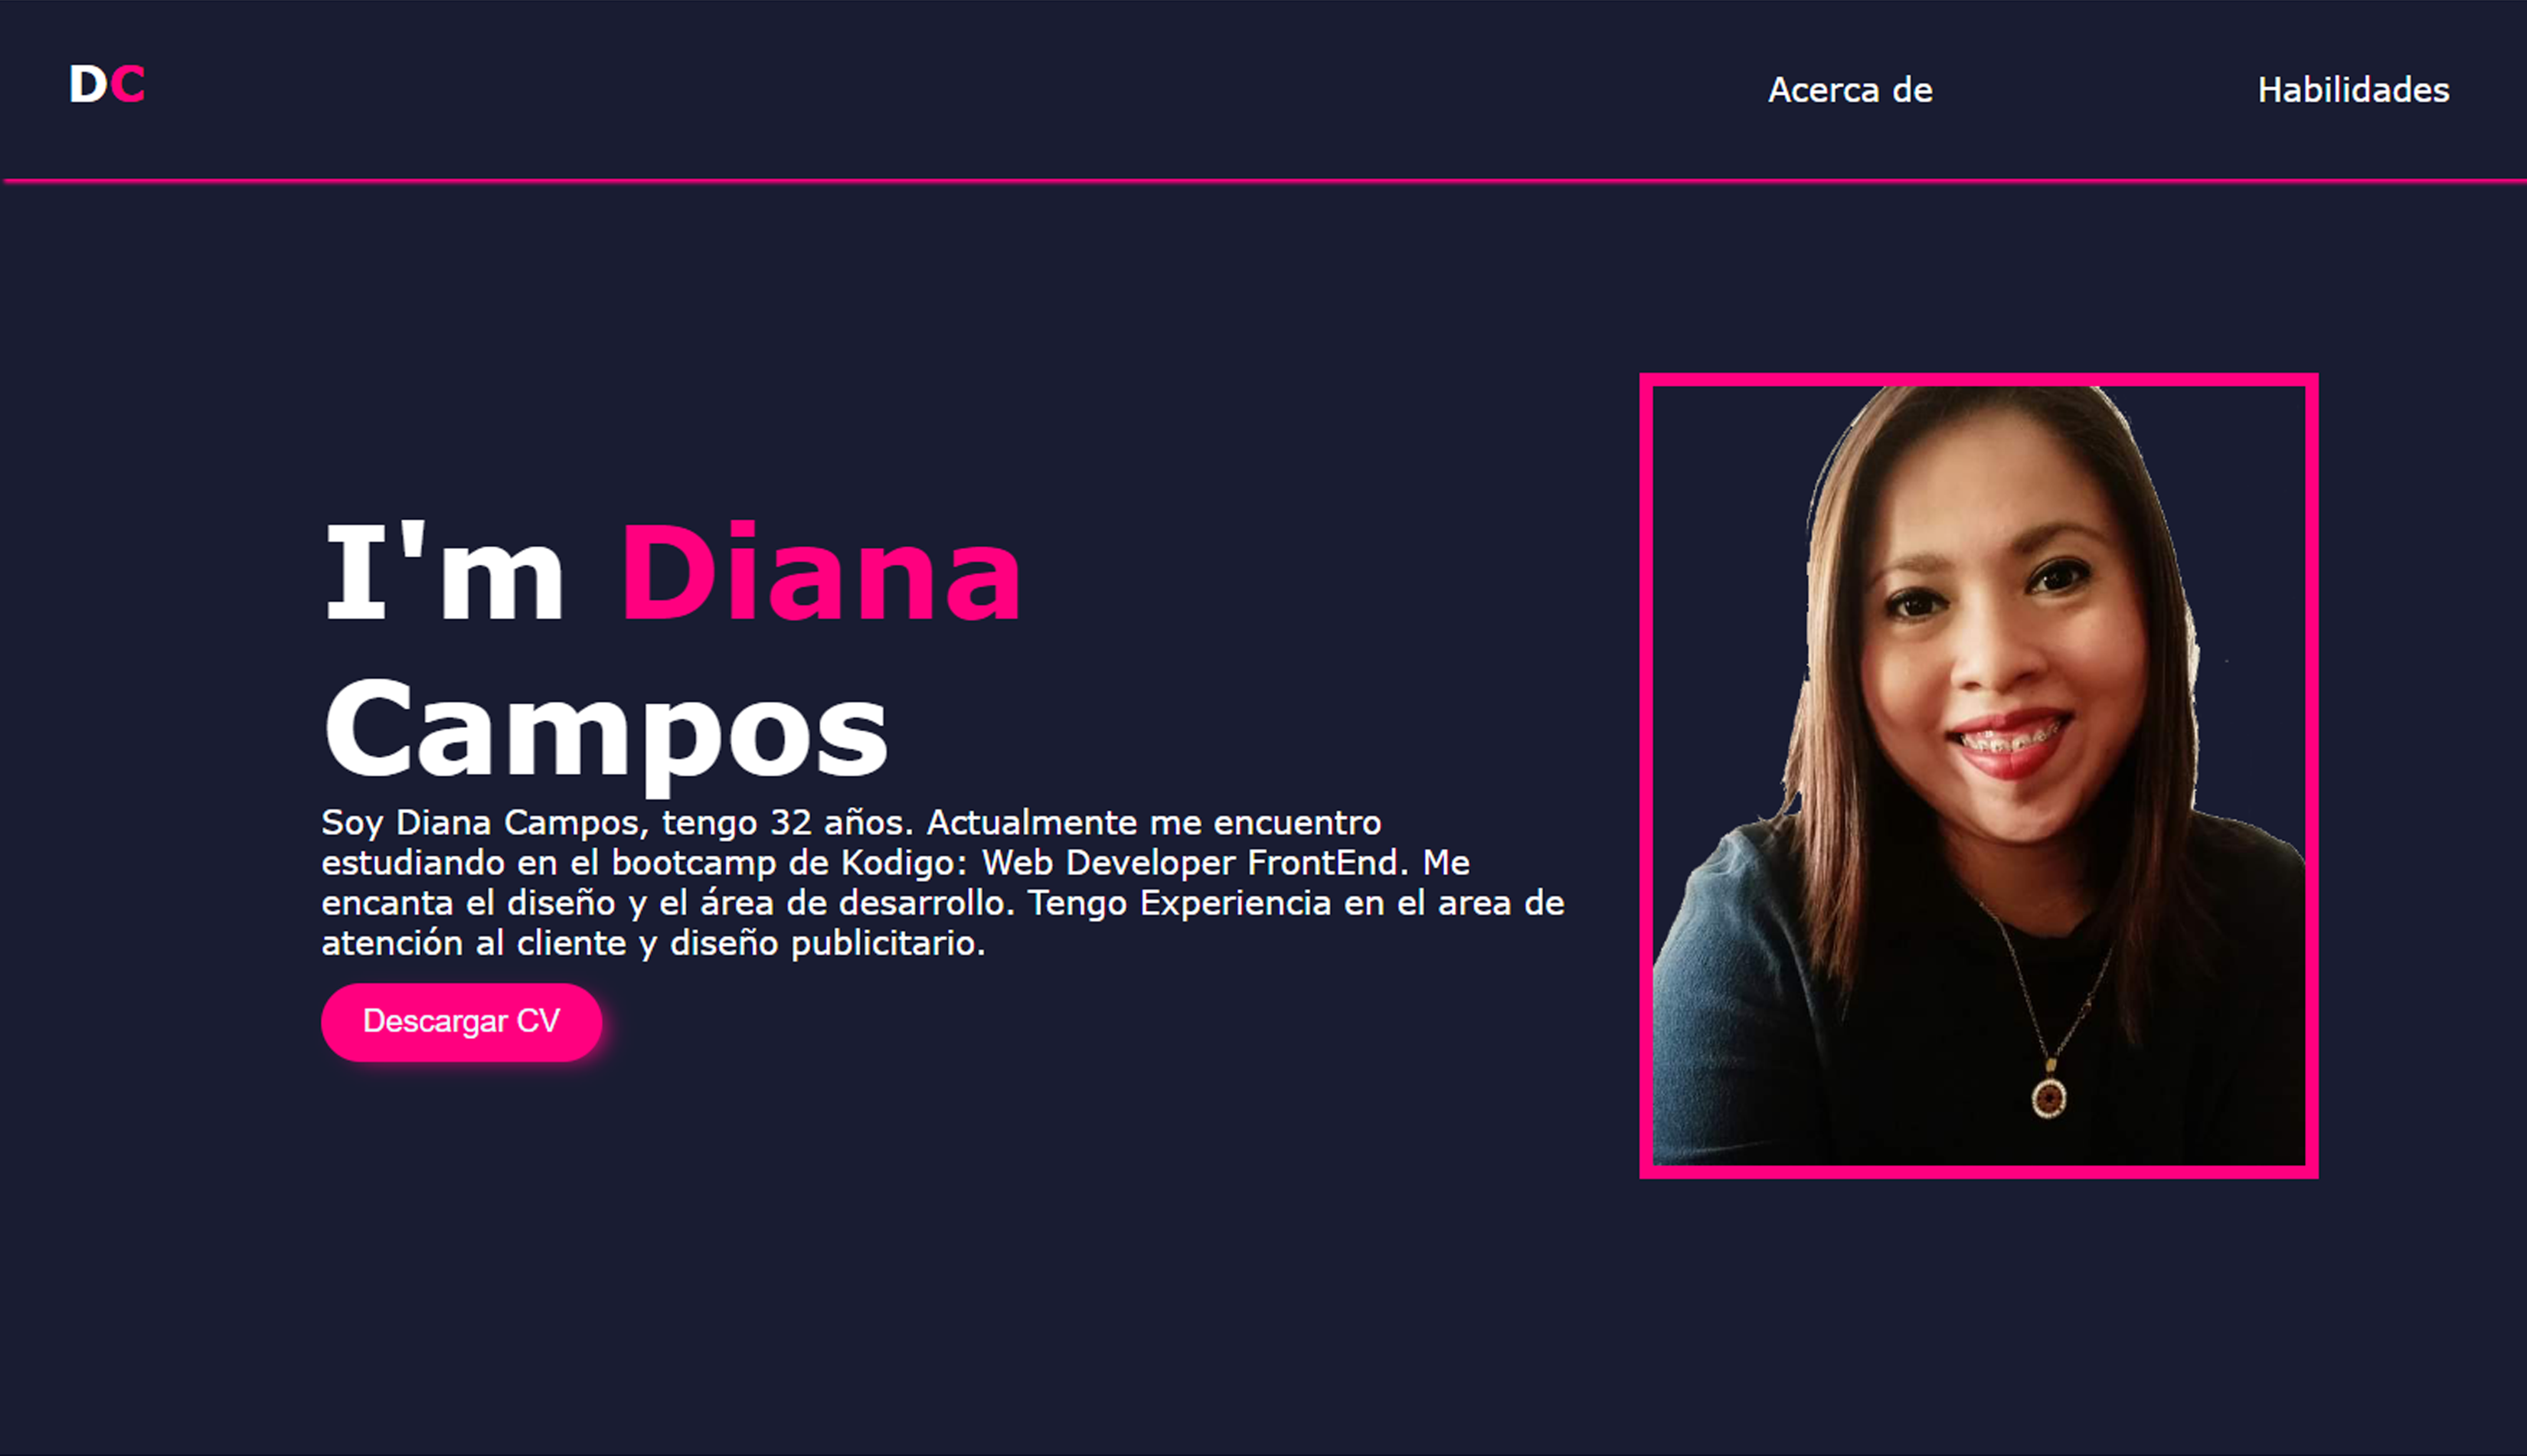 DC
Acerca de
Habilidades
I'm Diana
Campos
Soy Diana Campos, tengo 32 años. Actualmente me encuentro
estudiando en el bootcamp de Kodigo: Web Developer FrontEnd. Me
encanta el diseño y el área de desarrollo. Tengo Experiencia en el area de
atención al cliente y diseño publicitario.
Descargar CV